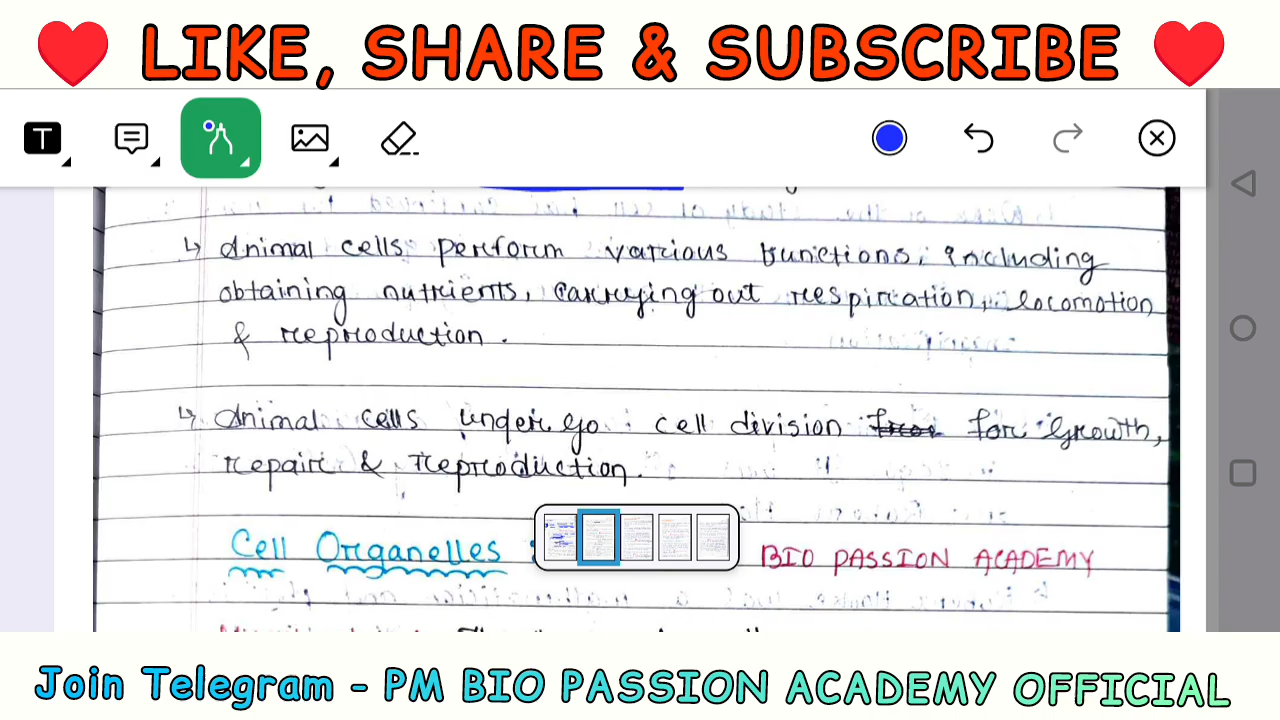 LIKE, SHARE & SUBSCRIBE
T
↳ Animal cells perform various functions, including
obtaining nutrients, carrying out respiration, locomotion
& reproduction.
↳ Animal cells undergo cell division for growth,
repair & reproduction.
Cell Organelles
BIO PASSION ACADEMY
Join Telegram - PM BIO PASSION ACADEMY OFFICIAL